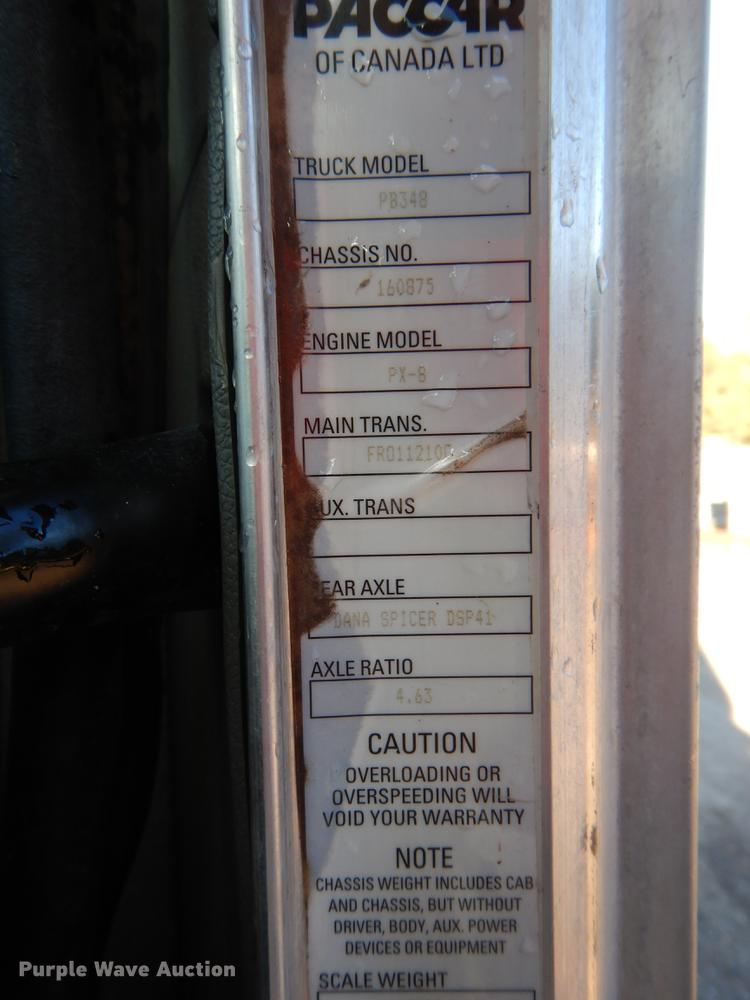 PACCAR
OF CANADA LTD
TRUCK MODEL
PB348
CHASSIS NO.
160875
ENGINE MODEL
PX-8
MAIN TRANS.
FRO11210C
UX. TRANS
EAR AXLE
DANA SPICER DSP41
AXLE RATIO
4.63
CAUTION
OVERLOADING OR
OVERSPEEDING WILL
VOID YOUR WARRANTY
NOTE
CHASSIS WEIGHT INCLUDES CAB
AND CHASSIS, BUT WITHOUT
DRIVER, BODY, AUX. POWER
DEVICES OR EQUIPMENT
SCALE WEIGHT
Purple Wave Auction